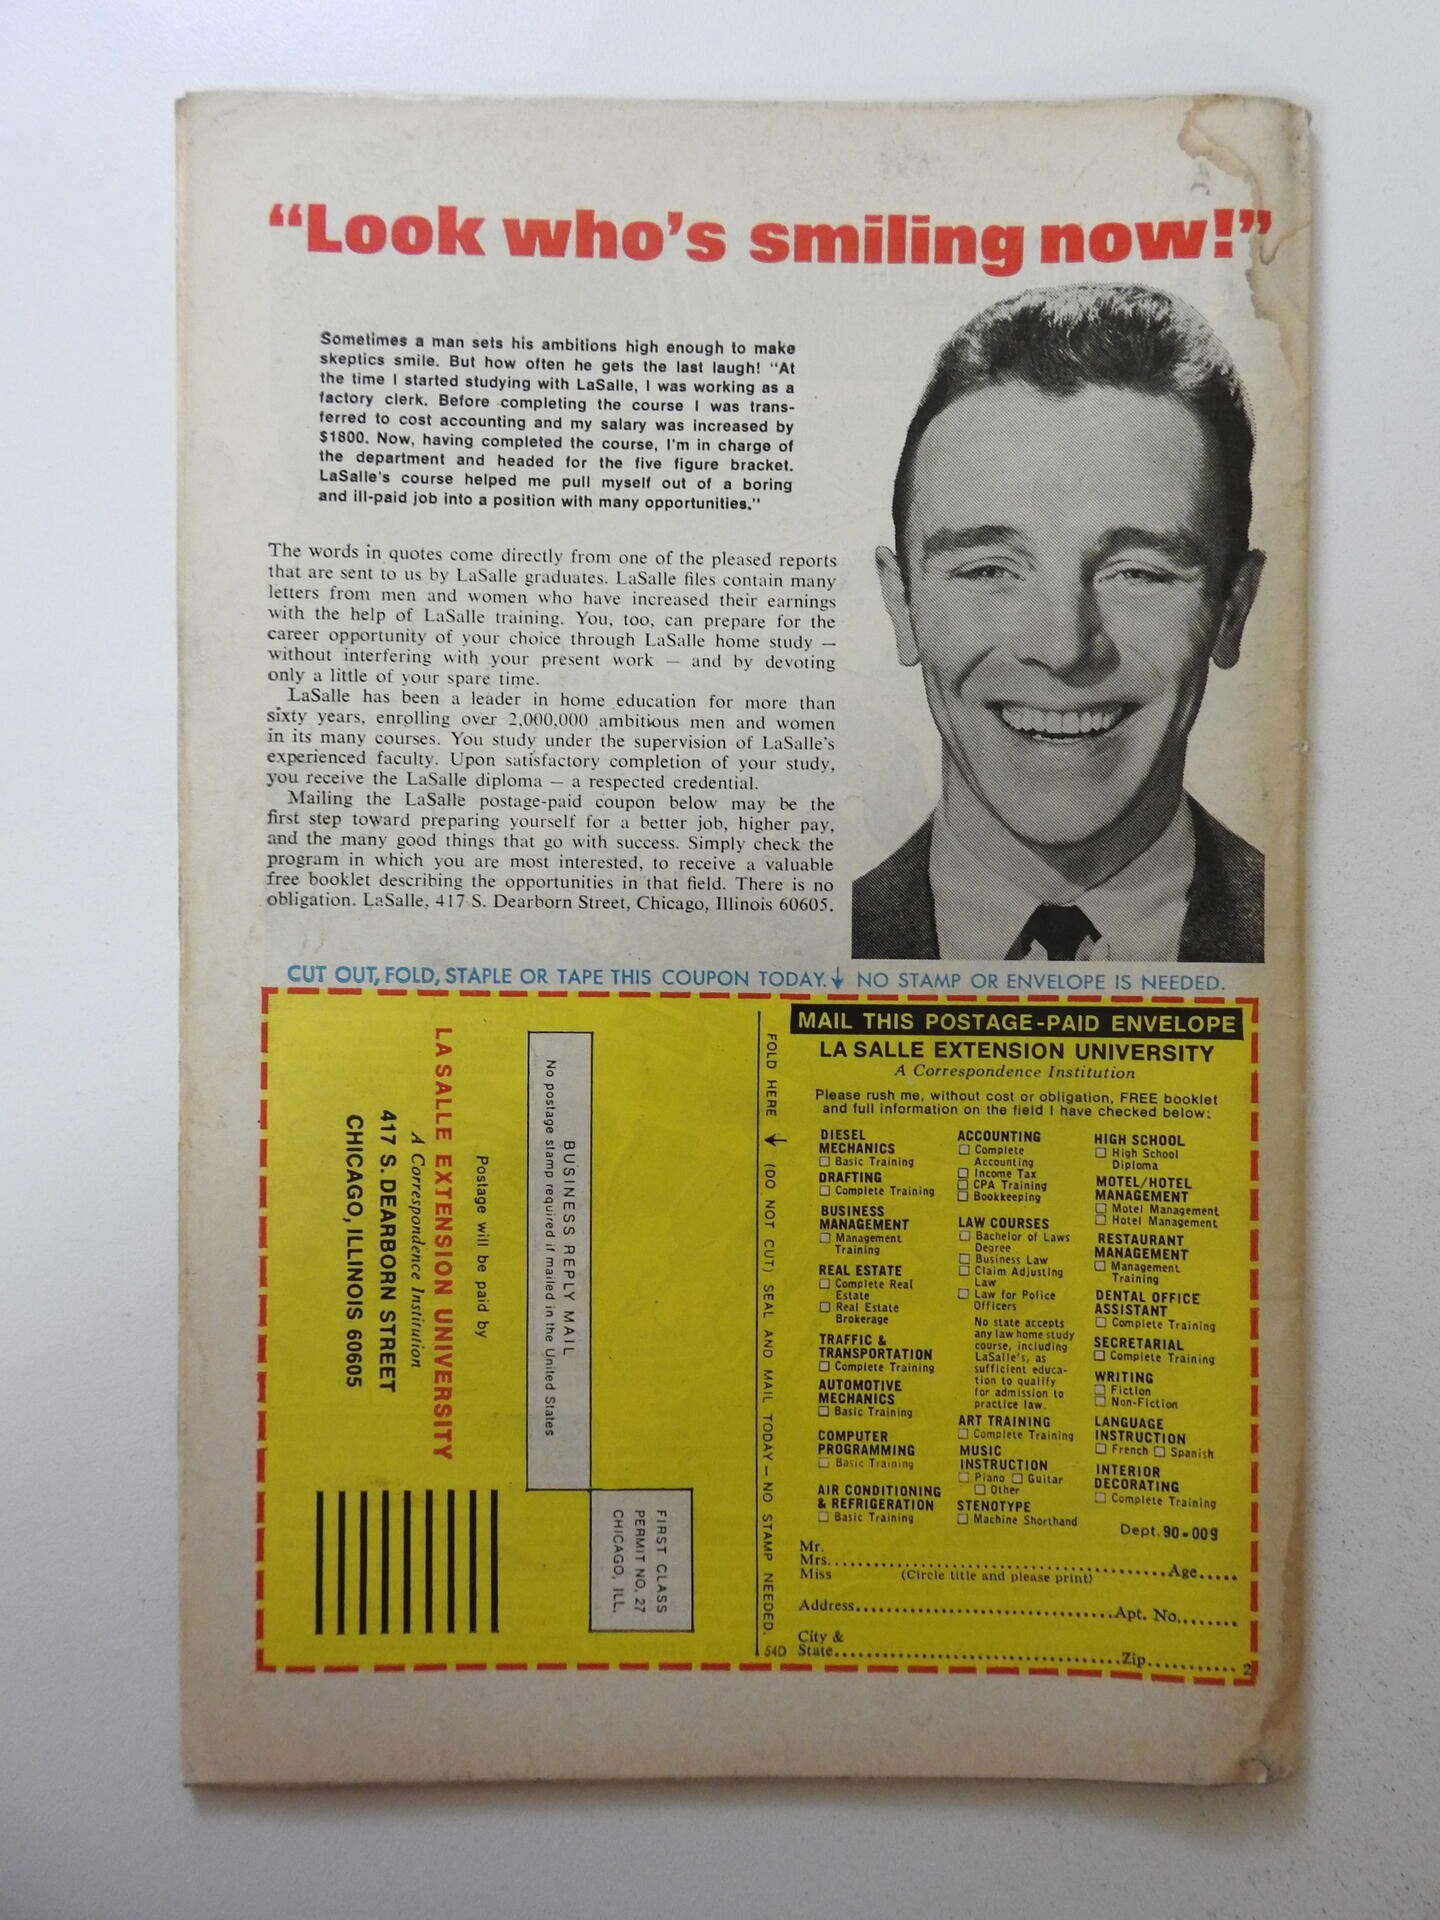 “Look who’s smiling now!”
Sometimes a man sets his ambitions high enough to make
skeptics smile. But how often he gets the last laugh! “At
the time I started studying with LaSalle, I was working as a
factory clerk. Before completing the course I was trans-
ferred to cost accounting and my salary was increased by
$1800. Now, having completed the course, I’m in charge of
the department and headed for the five figure bracket.
LaSalle’s course helped me pull myself out of a boring
and ill-paid job into a position with many opportunities.”
The words in quotes come directly from one of the pleased reports
that are sent to us by LaSalle graduates. LaSalle files contain many
letters from men and women who have increased their earnings
with the help of LaSalle training. You, too, can prepare for the
career opportunity of your choice through LaSalle home study —
without interfering with your present work — and by devoting
only a little of your spare time.
LaSalle has been a leader in home education for more than
sixty years, enrolling over 2,000,000 ambitious men and women
in its many courses. You study under the supervision of LaSalle’s
experienced faculty. Upon satisfactory completion of your study,
you receive the LaSalle diploma — a respected credential.
Mailing the LaSalle postage-paid coupon below may be the
first step toward preparing yourself for a better job, higher pay,
and the many good things that go with success. Simply check the
program in which you are most interested, to receive a valuable
free booklet describing the opportunities in that field. There is no
obligation. LaSalle, 417 S. Dearborn Street, Chicago, Illinois 60605.
CUT OUT, FOLD, STAPLE OR TAPE THIS COUPON TODAY. ↓ NO STAMP OR ENVELOPE IS NEEDED.
FIRST CLASS
PERMIT NO. 27
CHICAGO, ILL.
BUSINESS REPLY MAIL
No postage stamp required if mailed in the United States
Postage will be paid by
LA SALLE EXTENSION UNIVERSITY
A Correspondence Institution
417 S. DEARBORN STREET
CHICAGO, ILLINOIS 60605
FOLD HERE (DO NOT CUT) SEAL AND MAIL TODAY — NO STAMP NEEDED.
54D
MAIL THIS POSTAGE-PAID ENVELOPE
LA SALLE EXTENSION UNIVERSITY
A Correspondence Institution
Please rush me, without cost or obligation, FREE booklet
and full information on the field I have checked below:
DIESEL
MECHANICS
☐ Basic Training
DRAFTING
☐ Complete Training
BUSINESS
MANAGEMENT
☐ Management
Training
REAL ESTATE
☐ Complete Real
Estate
☐ Real Estate
Brokerage
TRAFFIC &
TRANSPORTATION
☐ Complete Training
AUTOMOTIVE
MECHANICS
☐ Basic Training
COMPUTER
PROGRAMMING
☐ Basic Training
AIR CONDITIONING
& REFRIGERATION
☐ Basic Training
ACCOUNTING
☐ Complete
Accounting
☐ Income Tax
☐ CPA Training
☐ Bookkeeping
LAW COURSES
☐ Bachelor of Laws
Degree
☐ Business Law
☐ Claim Adjusting
Law
☐ Law for Police
Officers
No state accepts
any law home study
course, including
LaSalle’s, as
sufficient educa-
tion to qualify
for admission to
practice law.
ART TRAINING
☐ Complete Training
MUSIC
INSTRUCTION
☐ Piano ☐ Guitar
☐ Other
STENOTYPE
☐ Machine Shorthand
HIGH SCHOOL
☐ High School
Diploma
MOTEL/HOTEL
MANAGEMENT
☐ Motel Management
☐ Hotel Management
RESTAURANT
MANAGEMENT
☐ Management
Training
DENTAL OFFICE
ASSISTANT
☐ Complete Training
SECRETARIAL
☐ Complete Training
WRITING
☐ Fiction
☐ Non-Fiction
LANGUAGE
INSTRUCTION
☐ French ☐ Spanish
INTERIOR
DECORATING
☐ Complete Training
Dept. 90-009
Mr.
Mrs. Age
Miss (Circle title and please print)
Address Apt. No.
City &
State Zip 2